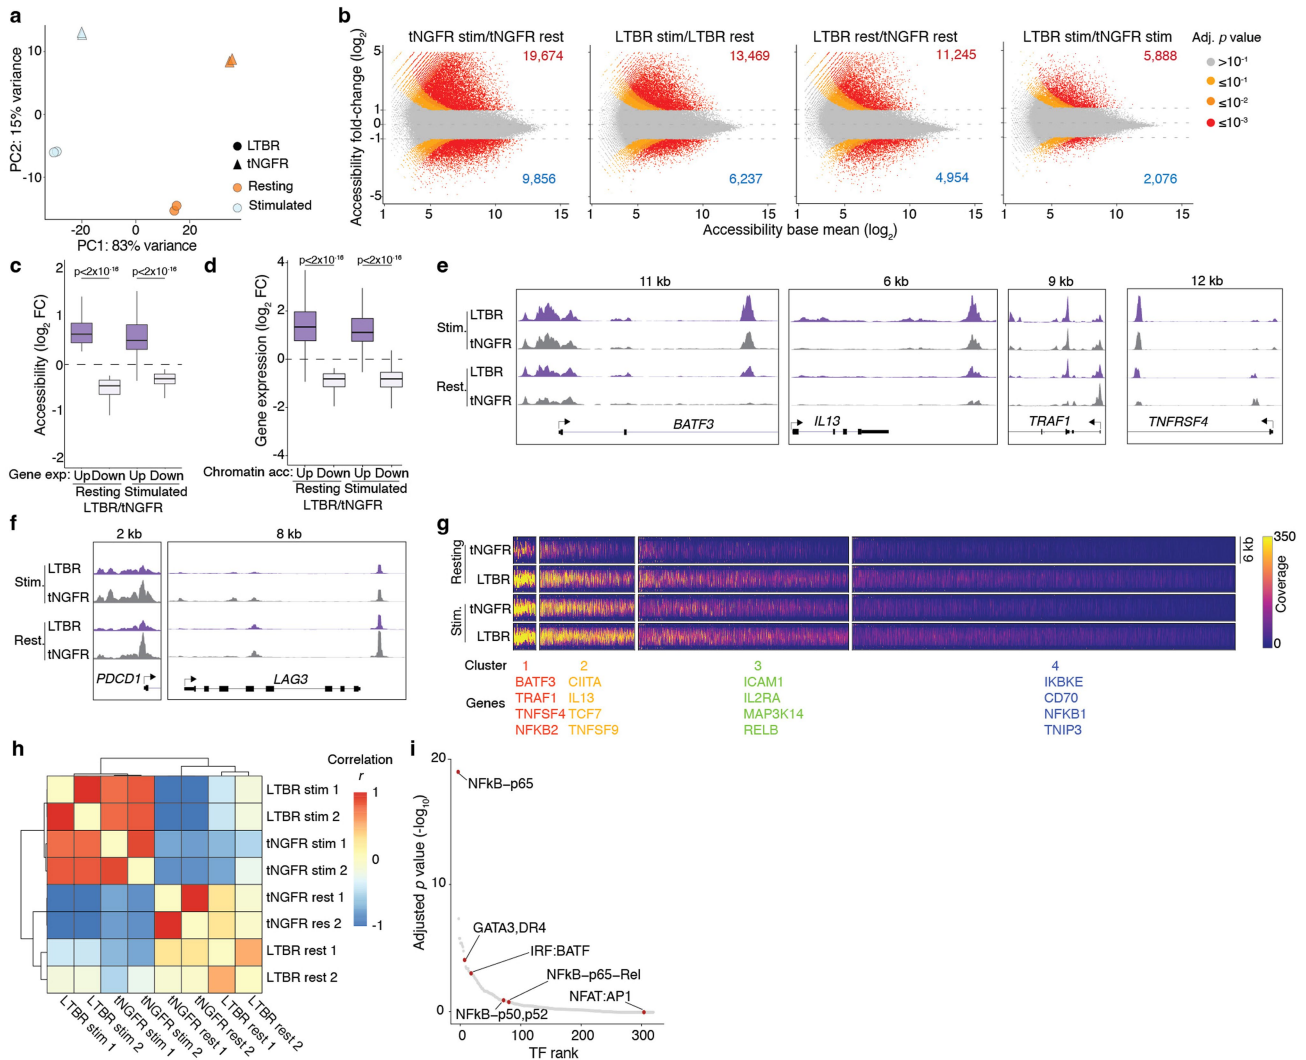 a
PC2: 15% variance
10
0
-10
-20
0
20
40
PC1: 83% variance
LTBR
tNGFR
Resting
Stimulated
b
Accessibility fold-change (log2)
5
1
0
-1
-5
tNGFR stim/tNGFR rest
19,674
9,856
1 5 10 15
LTBR stim/LTBR rest
13,469
6,237
1 5 10 15
LTBR rest/tNGFR rest
11,245
4,954
1 5 10 15
LTBR stim/tNGFR stim
5,888
2,076
1 5 10 15
Accessibility base mean (log2)
Adj. p value
>10⁻¹
≤10⁻¹
≤10⁻²
≤10⁻³
c
p<2x10⁻¹⁶ p<2x10⁻¹⁶
Accessibility (log2 FC)
2
1
0
-1
-2
Gene exp: Up Down Up Down
Resting Stimulated
LTBR/tNGFR
d
p<2x10⁻¹⁶ p<2x10⁻¹⁶
Gene expression (log2 FC)
4
2
0
-2
-4
Chromatin acc: Up Down Up Down
Resting Stimulated
LTBR/tNGFR
e
11 kb 6 kb 9 kb 12 kb
Stim.
LTBR
tNGFR
Rest.
LTBR
tNGFR
BATF3 IL13 TRAF1 TNFRSF4
f
2 kb 8 kb
Stim.
LTBR
tNGFR
Rest.
LTBR
tNGFR
PDCD1 LAG3
g
Resting
tNGFR
LTBR
Stim.
tNGFR
LTBR
6 kb
350
Coverage
0
Cluster 1 2 3 4
Genes
BATF3 CIITA ICAM1 IKBKE
TRAF1 IL13 IL2RA CD70
TNFSF4 TCF7 MAP3K14 NFKB1
NFKB2 TNFSF9 RELB TNIP3
h
Correlation
r
1
0
-1
LTBR stim 1
LTBR stim 2
tNGFR stim 1
tNGFR stim 2
tNGFR rest 1
tNGFR res 2
LTBR rest 1
LTBR rest 2
LTBR stim 1
LTBR stim 2
tNGFR stim 1
tNGFR stim 2
tNGFR rest 1
tNGFR rest 2
LTBR rest 1
LTBR rest 2
i
Adjusted p value (-log10)
20
10
0
NFkB–p65
GATA3,DR4
IRF:BATF
NFkB–p65–Rel
NFAT:AP1
NFkB–p50,p52
0 100 200 300
TF rank